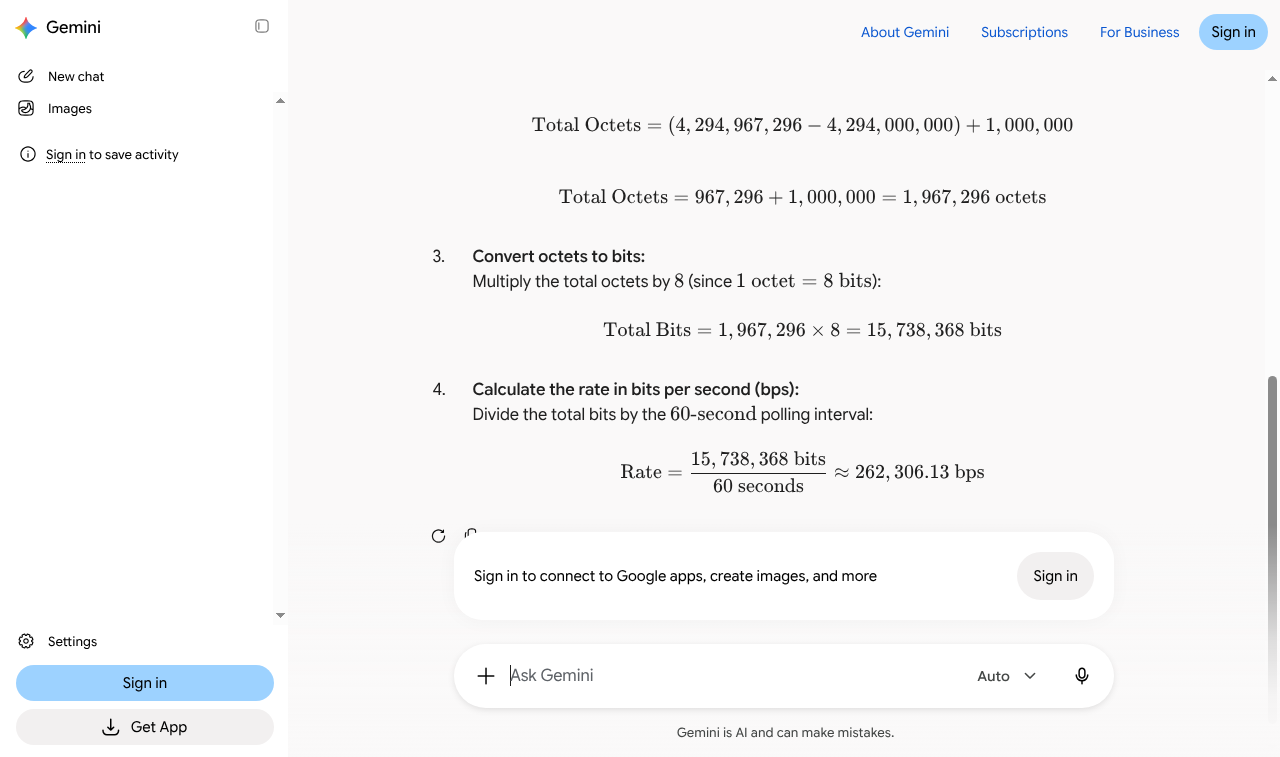 Gemini
About Gemini
Subscriptions
For Business
Sign in
New chat
Images
Sign in to save activity
Total Octets = (4, 294, 967, 296 − 4, 294, 000, 000) + 1, 000, 000
Total Octets = 967, 296 + 1, 000, 000 = 1, 967, 296 octets
3. Convert octets to bits:
Multiply the total octets by 8 (since 1 octet = 8 bits):
Total Bits = 1, 967, 296 × 8 = 15, 738, 368 bits
4. Calculate the rate in bits per second (bps):
Divide the total bits by the 60-second polling interval:
Rate = 15, 738, 368 bits / 60 seconds ≈ 262, 306.13 bps
Sign in to connect to Google apps, create images, and more
Sign in
Settings
Sign in
Get App
Ask Gemini
Auto
Gemini is AI and can make mistakes.